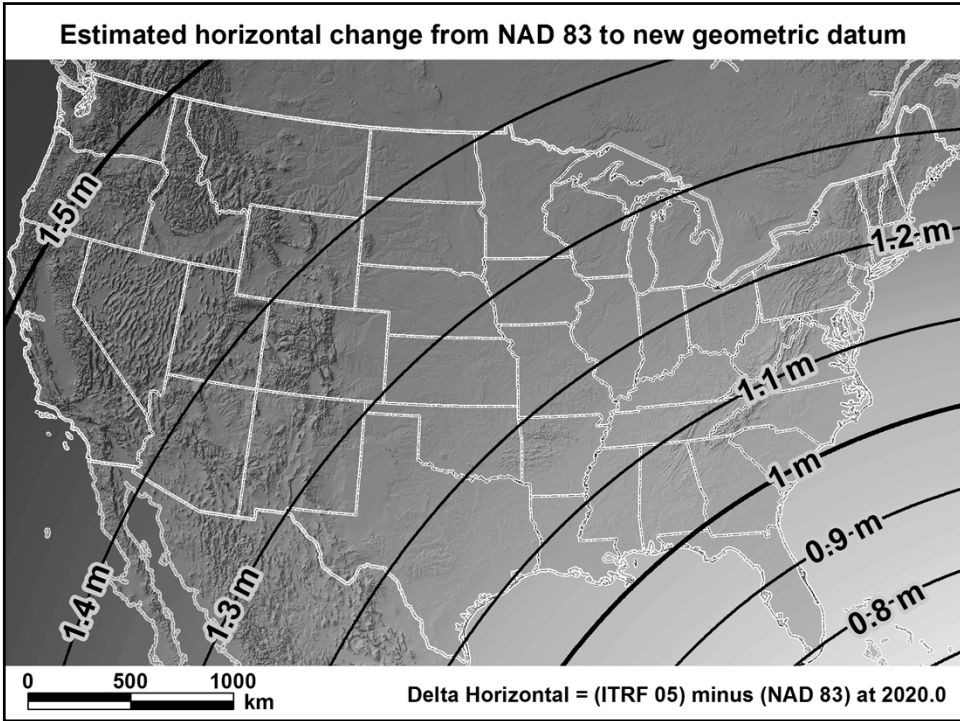 Estimated horizontal change from NAD 83 to new geometric datum
1.5 m
1.2 m
1.1 m
1 m
0.9 m
0.8 m
1.4 m
1.3 m
0 500 1000
km
Delta Horizontal = (ITRF 05) minus (NAD 83) at 2020.0